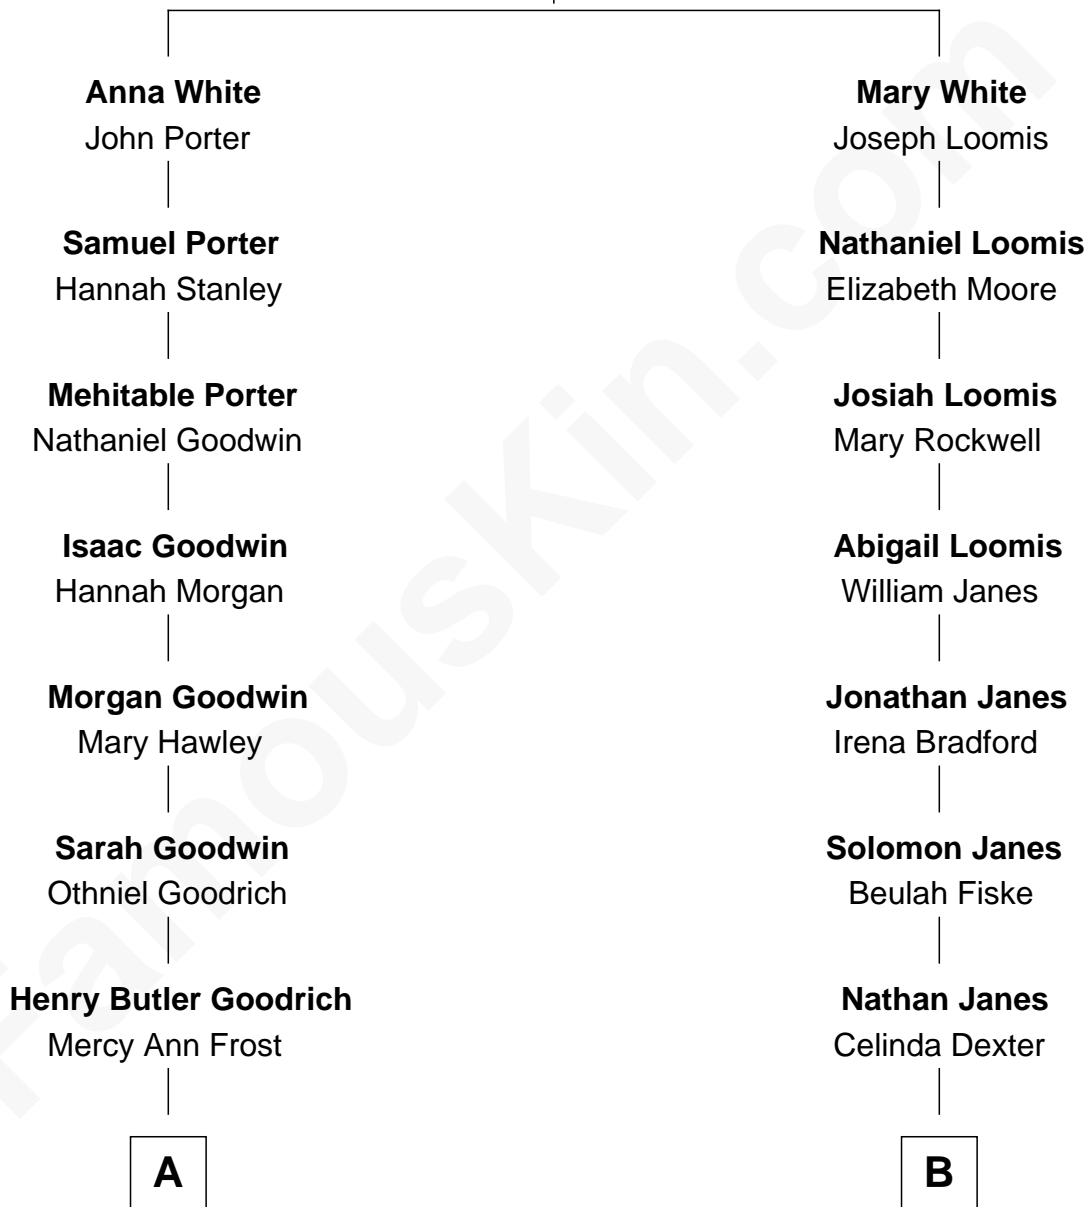 Anna White
John Porter
Samuel Porter
Hannah Stanley
Mehitable Porter
Nathaniel Goodwin
Isaac Goodwin
Hannah Morgan
Morgan Goodwin
Mary Hawley
Sarah Goodwin
Othniel Goodrich
Henry Butler Goodrich
Mercy Ann Frost
A
Mary White
Joseph Loomis
Nathaniel Loomis
Elizabeth Moore
Josiah Loomis
Mary Rockwell
Abigail Loomis
William Janes
Jonathan Janes
Irena Bradford
Solomon Janes
Beulah Fiske
Nathan Janes
Celinda Dexter
B
FamousKin.com